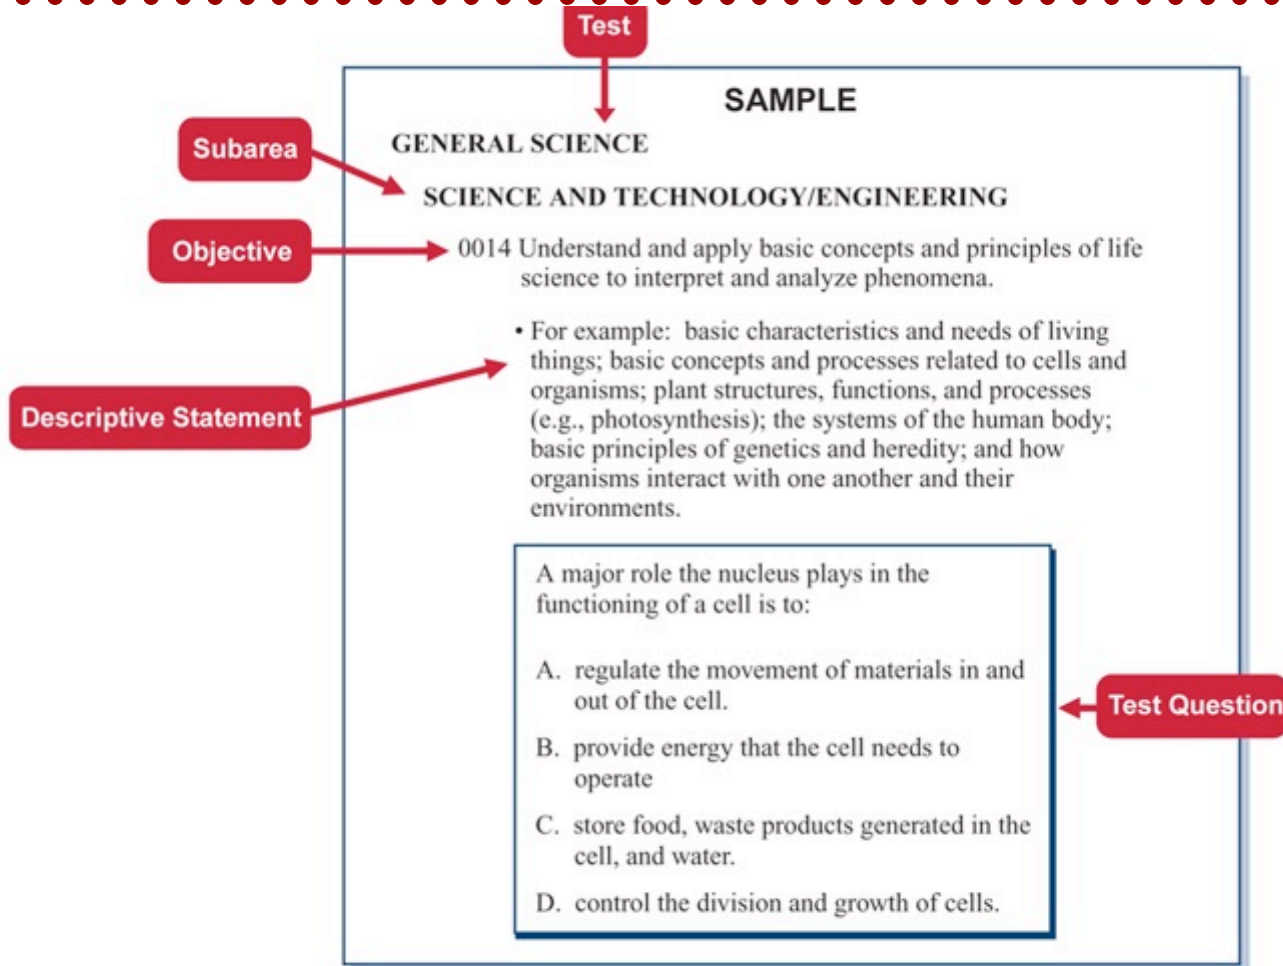 Test
SAMPLE
Subarea
GENERAL SCIENCE
SCIENCE AND TECHNOLOGY/ENGINEERING
Objective
0014 Understand and apply basic concepts and principles of life
science to interpret and analyze phenomena.
Descriptive Statement
• For example: basic characteristics and needs of living
things; basic concepts and processes related to cells and
organisms; plant structures, functions, and processes
(e.g., photosynthesis); the systems of the human body;
basic principles of genetics and heredity; and how
organisms interact with one another and their
environments.
A major role the nucleus plays in the
functioning of a cell is to:
A. regulate the movement of materials in and
out of the cell.
B. provide energy that the cell needs to
operate
C. store food, waste products generated in the
cell, and water.
D. control the division and growth of cells.
Test Question